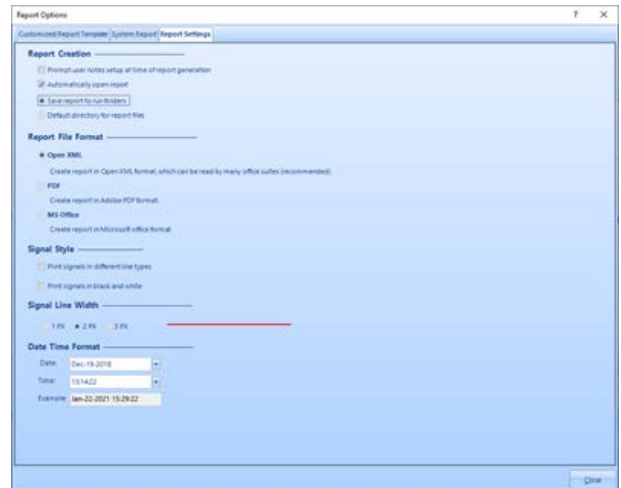 Report Options
Customized Report Template System Report Report Settings
Report Creation
Prompt user notes setup at time of report generation
Automatically open report
Save report to run folders
Default directory for report files
Report File Format
Open XML
Create report in Open XML format, which can be read by many office suites (recommended)
PDF
Create report in Adobe PDF format.
MS Office
Create report in Microsoft office format
Signal Style
Print signals in different line types
Print signals in black and white
Signal Line Width
1 PX 2 PX 3 PX
Date Time Format
Date: Dec-19-2018
Time: 13:14:22
Example: Jan-22-2021 15:29:22
Close